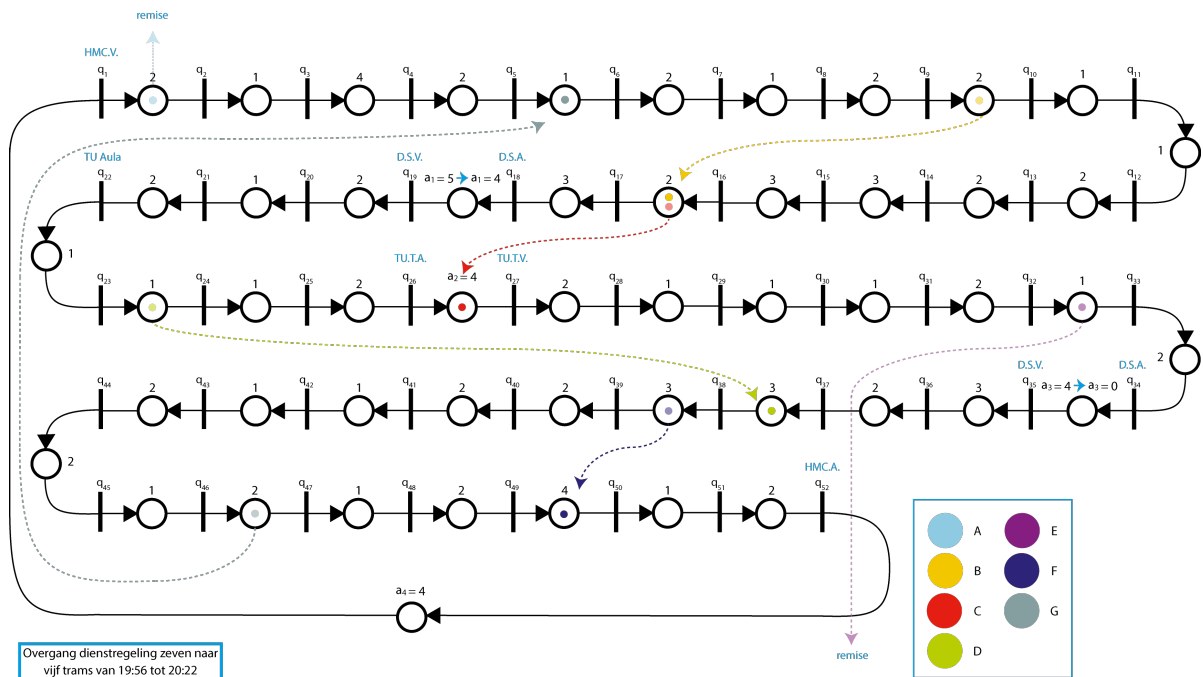 remise
HMC.V.
q1 2 q2 1 q3 4 q4 2 q5 1 q6 2 q7 1 q8 2 q9 2 q10 1 q11
1
TU Aula D.S.V. D.S.A.
q22 2 q21 1 q20 2 q19 a1 = 5 a1 = 4 q18 3 q17 2 q16 3 q15 3 q14 2 q13 2 q12
1
TU.T.A. TU.T.V.
q23 1 q24 1 q25 2 q26 a2 = 4 q27 2 q28 1 q29 1 q30 1 q31 2 q32 1 q33
2
D.S.V. D.S.A.
q44 2 q43 1 q42 1 q41 2 q40 2 q39 3 q38 3 q37 2 q36 3 q35 a3 = 4 a3 = 0 q34
2
HMC.A.
q45 1 q46 2 q47 1 q48 2 q49 4 q50 1 q51 2 q52
a4 = 4
A E
B F
C G
D
remise
Overgang dienstregeling zeven naar
vijf trams van 19:56 tot 20:22